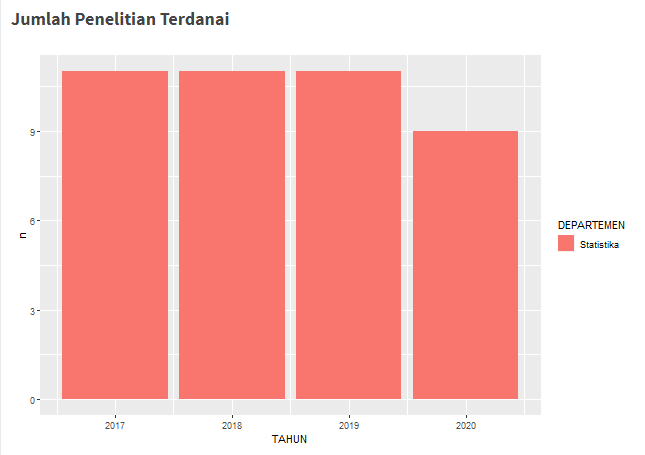 Jumlah Penelitian Terdanai
9
6
3
0
n
2017 2018 2019 2020
TAHUN
DEPARTEMEN
Statistika